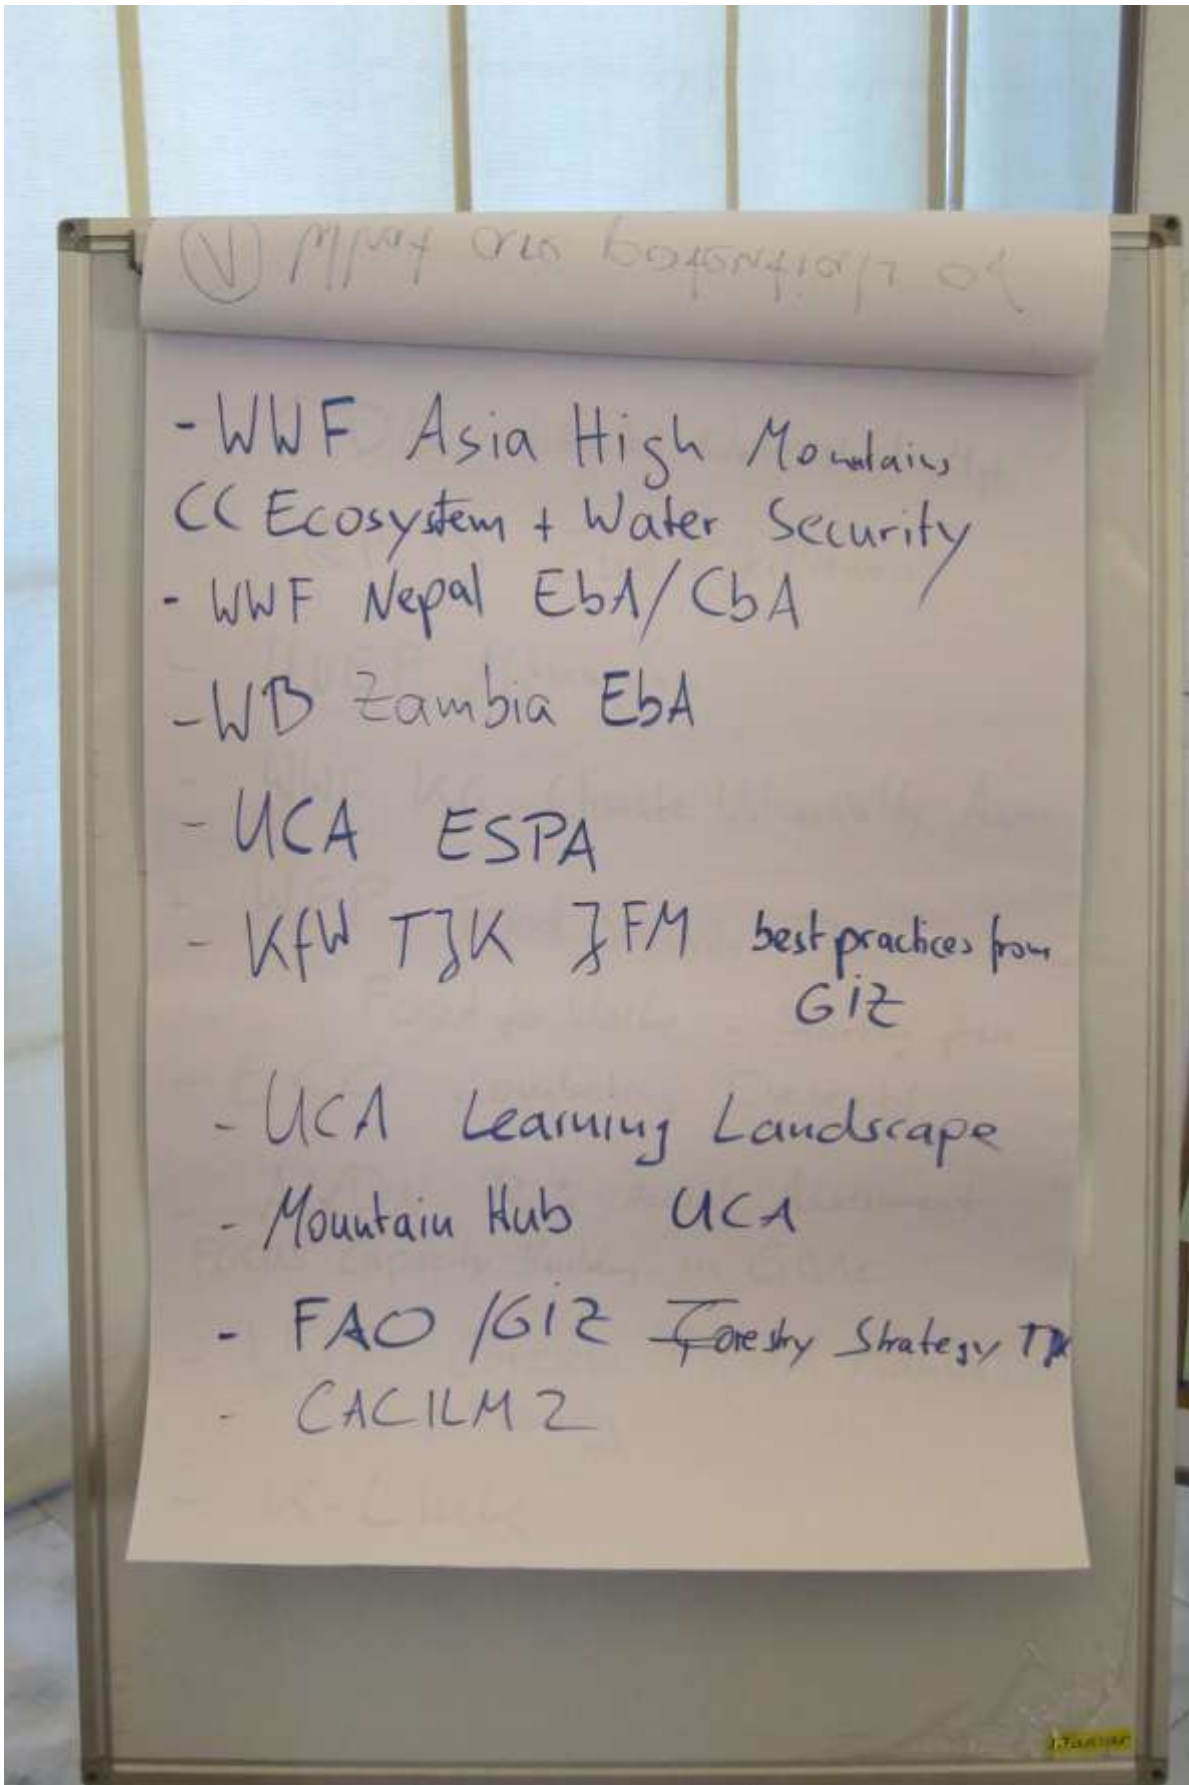 - WWF Asia High Mountains
CC Ecosystem + Water Security
- WWF Nepal EbA/CbA
- WB Zambia EbA
- UCA ESPA
- KfW TJK JFM best practices from
GIZ
- UCA Learning Landscape
- Mountain Hub UCA
- FAO /GIZ Forestry Strategy
- CACILM 2